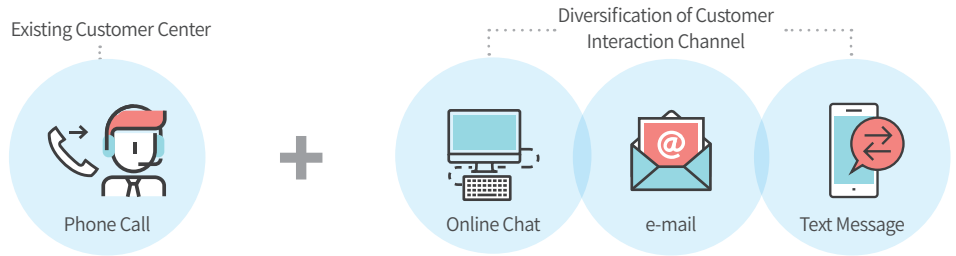 Existing Customer Center
Diversification of Customer
Interaction Channel
@
Phone Call
Online Chat
e-mail
Text Message